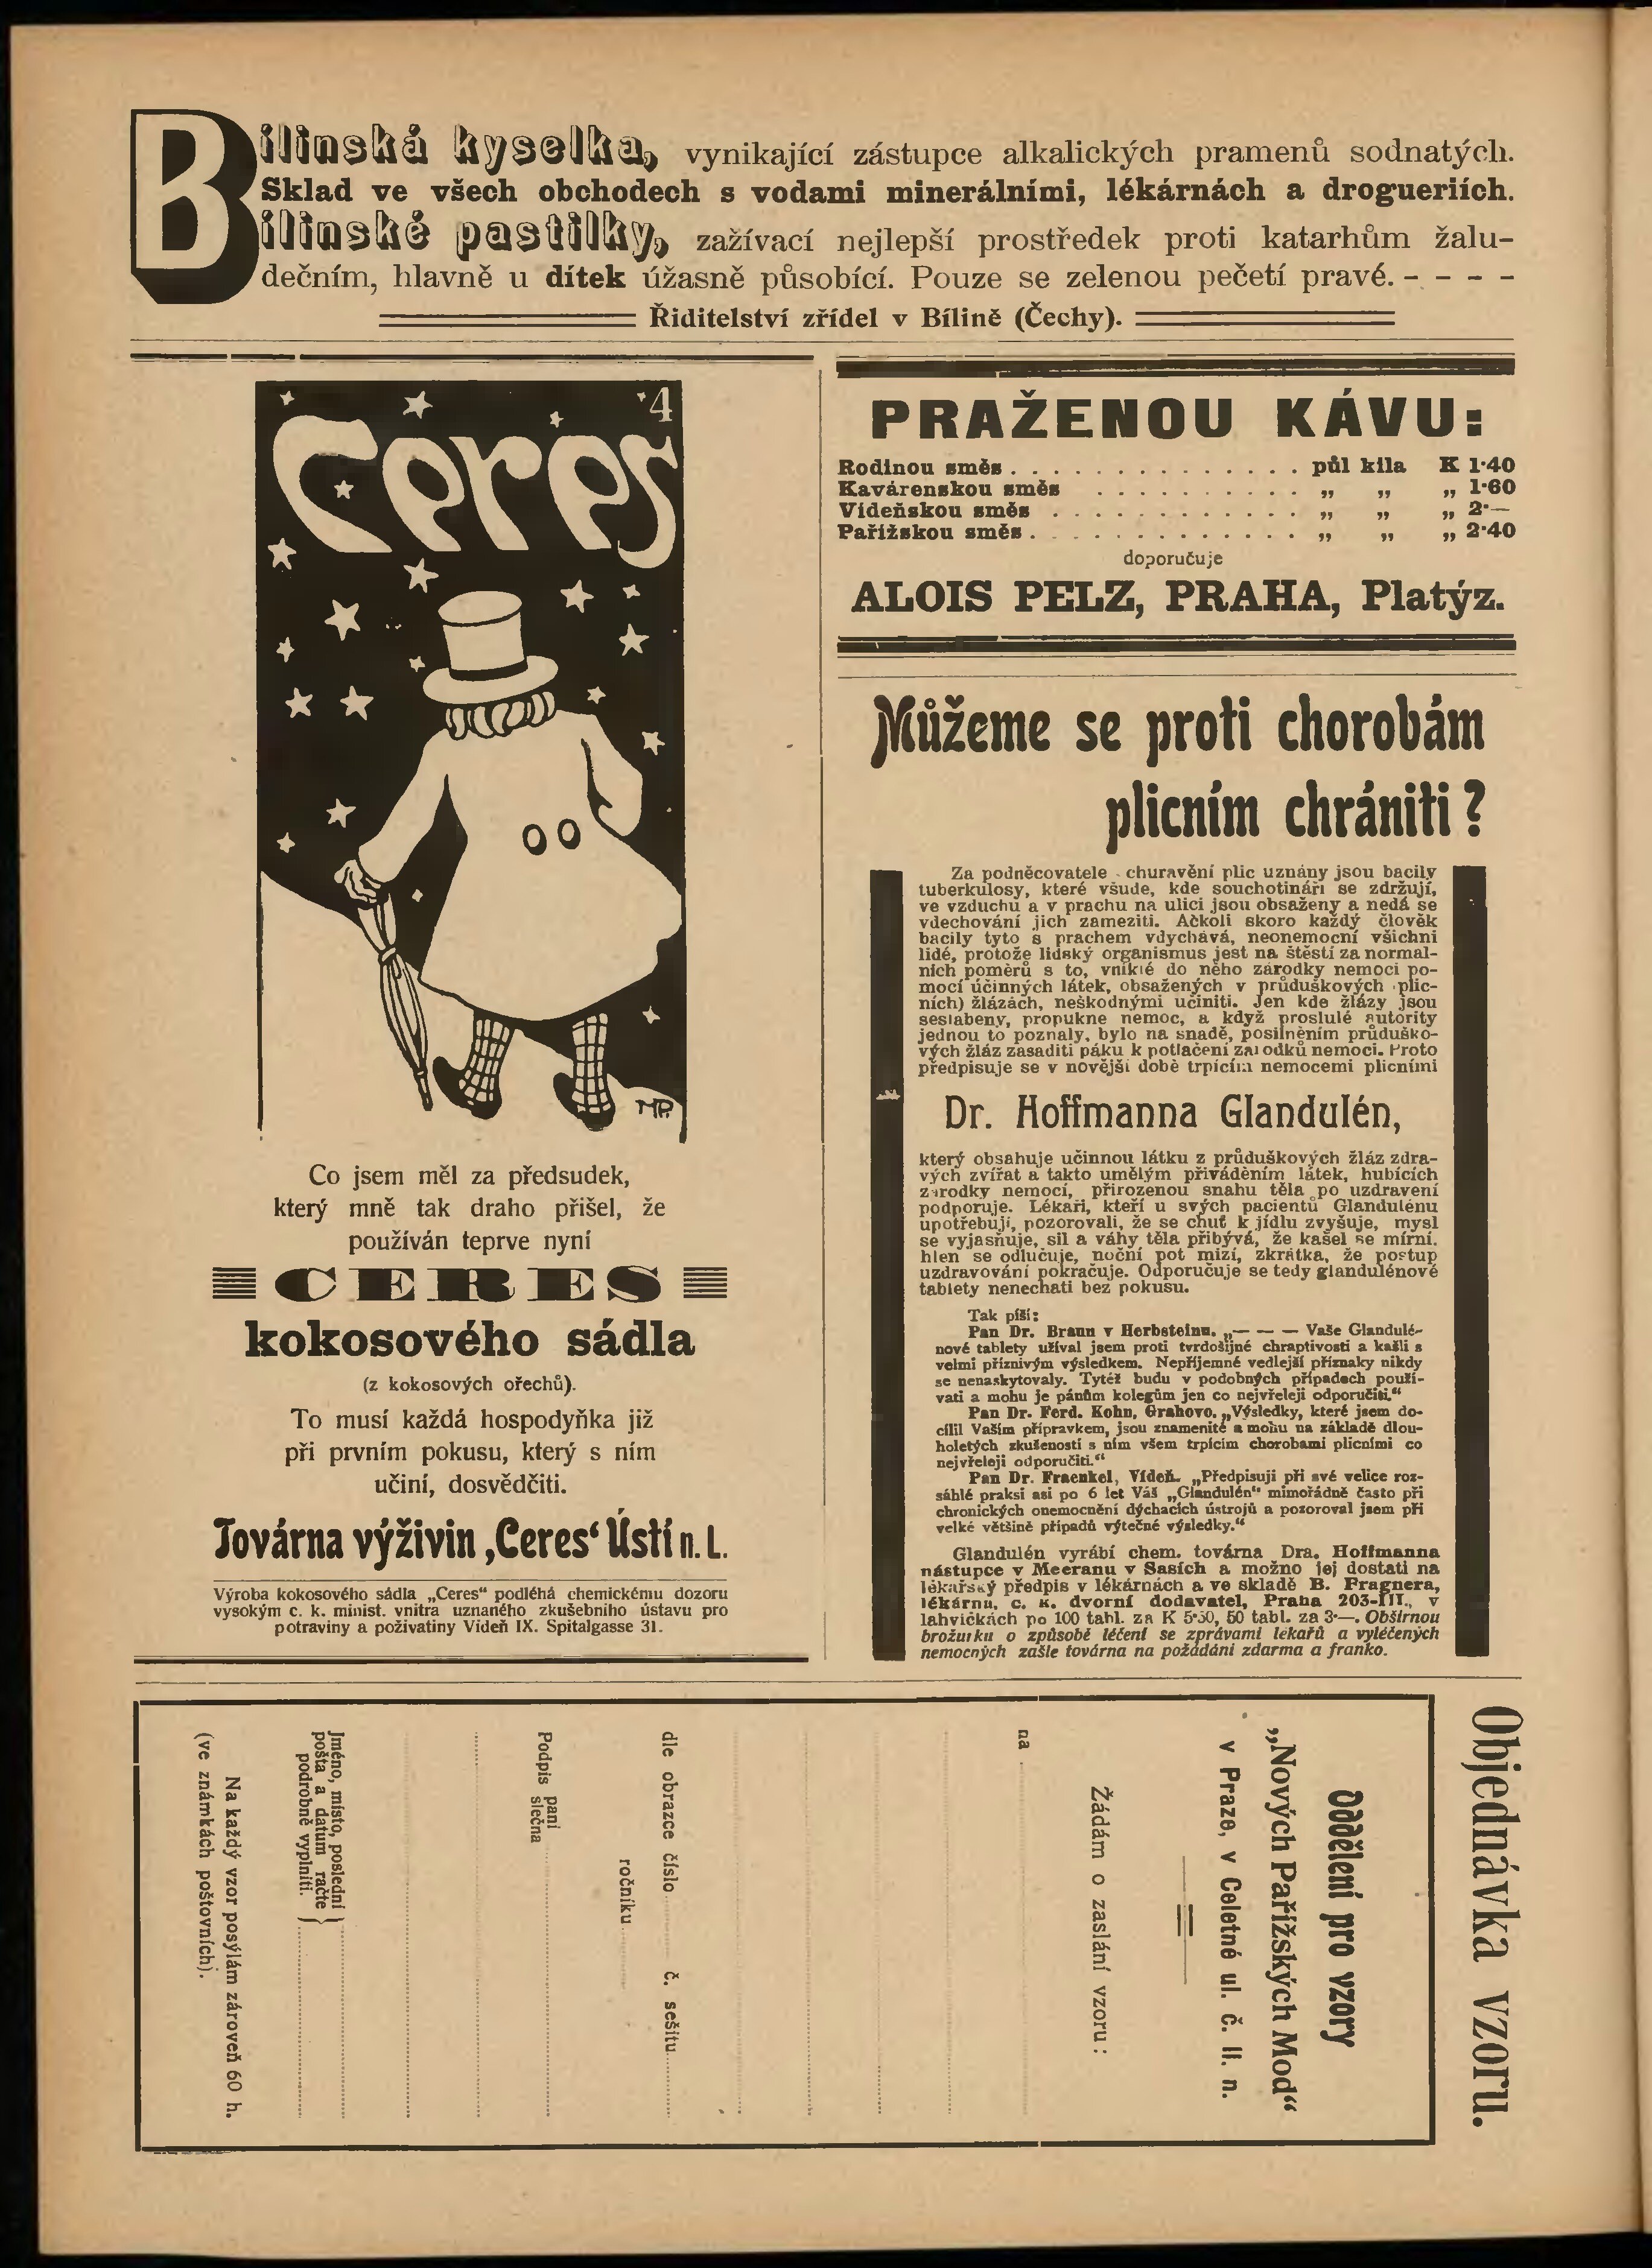 Bílinská kyselka, vynikající zástupce alkalických pramenů sodnatých.
Sklad ve všech obchodech s vodami minerálními, lékárnách a drogueriích.
Bílinské pastilky, zažívací nejlepší prostředek proti katarhům žalu-
dečním, hlavně u dítek úžasně působící. Pouze se zelenou pečetí pravé. - - - -
Řiditelství zřídel v Bílině (Čechy).
4
Ceres
MP.
Co jsem měl za předsudek,
který mně tak draho přišel, že
používán teprve nyní
CERES
kokosového sádla
(z kokosových ořechů).
To musí každá hospodyňka již
při prvním pokusu, který s ním
učiní, dosvědčiti.
Továrna výživin ‚Ceres‘ Ústí n. L.
Výroba kokosového sádla „Ceres“ podléhá chemickému dozoru
vysokým c. k. minist. vnitra uznaného zkušebního ústavu pro
potraviny a poživatiny Vídeň IX. Spitalgasse 31.
PRAŽENOU KÁVU:
Rodinou směs . . . . . . . . . . . . . . půl kila K 1·40
Kavárenskou směs . . . . . . . . . . „ „ „ 1·60
Vídeňskou směs . . . . . . . . . . . . „ „ „ 2·—
Pařížskou směs . . . . . . . . . . . . . „ „ „ 2·40
doporučuje
ALOIS PELZ, PRAHA, Platýz.
Můžeme se proti chorobám
plicním chrániti?
Za podněcovatele churavění plic uznány jsou bacily
tuberkulosy, které všude, kde souchotináři se zdržují,
ve vzduchu a v prachu na ulici jsou obsaženy a nedá se
vdechování jich zameziti. Ačkoli skoro každý člověk
bacily tyto s prachem vdychává, neonemocní všichni
lidé, protože lidský organismus jest na štěstí za normal-
ních poměrů s to, vniklé do něho zárodky nemoci po-
mocí účinných látek, obsažených v průduškových plic-
ních) žlázách, neškodnými učiniti. Jen kde žlázy jsou
seslabeny, propukne nemoc, a když proslulé autority
jednou to poznaly, bylo na snadě, posilněním průduško-
vých žláz zasaditi páku k potlačení zárodků nemoci. Proto
předpisuje se v novější době trpícím nemocemi plicními
Dr. Hoffmanna Glandulén,
který obsahuje učinnou látku z průduškových žláz zdra-
vých zvířat a takto umělým přiváděním látek, hubících
zárodky nemocí, přirozenou snahu těla po uzdravení
podporuje. Lékaři, kteří u svých pacientů Glandulénu
upotřebují, pozorovali, že se chuť k jídlu zvyšuje, mysl
se vyjasňuje, sil a váhy těla přibývá, že kašel se mírní,
hlen se odlučuje, noční pot mizí, zkrátka, že postup
uzdravování pokračuje. Odporučuje se tedy glandulénové
tablety nenechati bez pokusu.
Tak píší:
Pan Dr. Braun v Herbsteinu. „— — — Vaše Glandulé-
nové tablety užíval jsem proti tvrdošíjné chraptivosti a kašli s
velmi příznivým výsledkem. Nepříjemné vedlejší příznaky nikdy
se nenaskytovaly. Tytéž budu v podobných případech použí-
vati a mohu je pánům kolegům jen co nejvřeleji odporučiti.“
Pan Dr. Ferd. Kohn, Grahovo. „Výsledky, které jsem do-
cílil Vaším přípravkem, jsou znamenité a mohu na základě dlou-
holetých zkušeností s ním všem trpícím chorobami plicními co
nejvřeleji odporučiti.“
Pan Dr. Fraenkel, Vídeň. „Předpisuji při své velice roz-
sáhlé praksi asi po 6 let Váš „Glandulén“ mimořádně často při
chronických onemocnění dýchacích ústrojů a pozoroval jsem při
velké většině případů výtečné výsledky.“
Glandulén vyrábí chem. továrna Dra. Hoffmanna
nástupce v Meeranu v Sasích a možno jej dostati na
lékařský předpis v lékárnách a ve skladě B. Fragnera,
lékárnu, c. k. dvorní dodavatel, Praha 203-III., v
lahvičkách po 100 tabl. za K 5·50, 50 tabl. za 3·—. Obšírnou
brožurku o způsobě léčení se zprávami lékařů a vyléčených
nemocných zašle továrna na požádání zdarma a franko.
Objednávka vzoru.
Oddělení pro vzory
„Nových Pařížských Mod“
v Praze, v Celetné ul. č. 11. n.
Žádám o zaslání vzoru:
na
dle obrazce číslo č. sešitu
ročníku
Podpis paní
slečna
Jméno, místo, poslední
pošta a datum račte
podrobně vyplniti.
Na každý vzor posýlám zároveň 60 h.
(ve známkách poštovních).